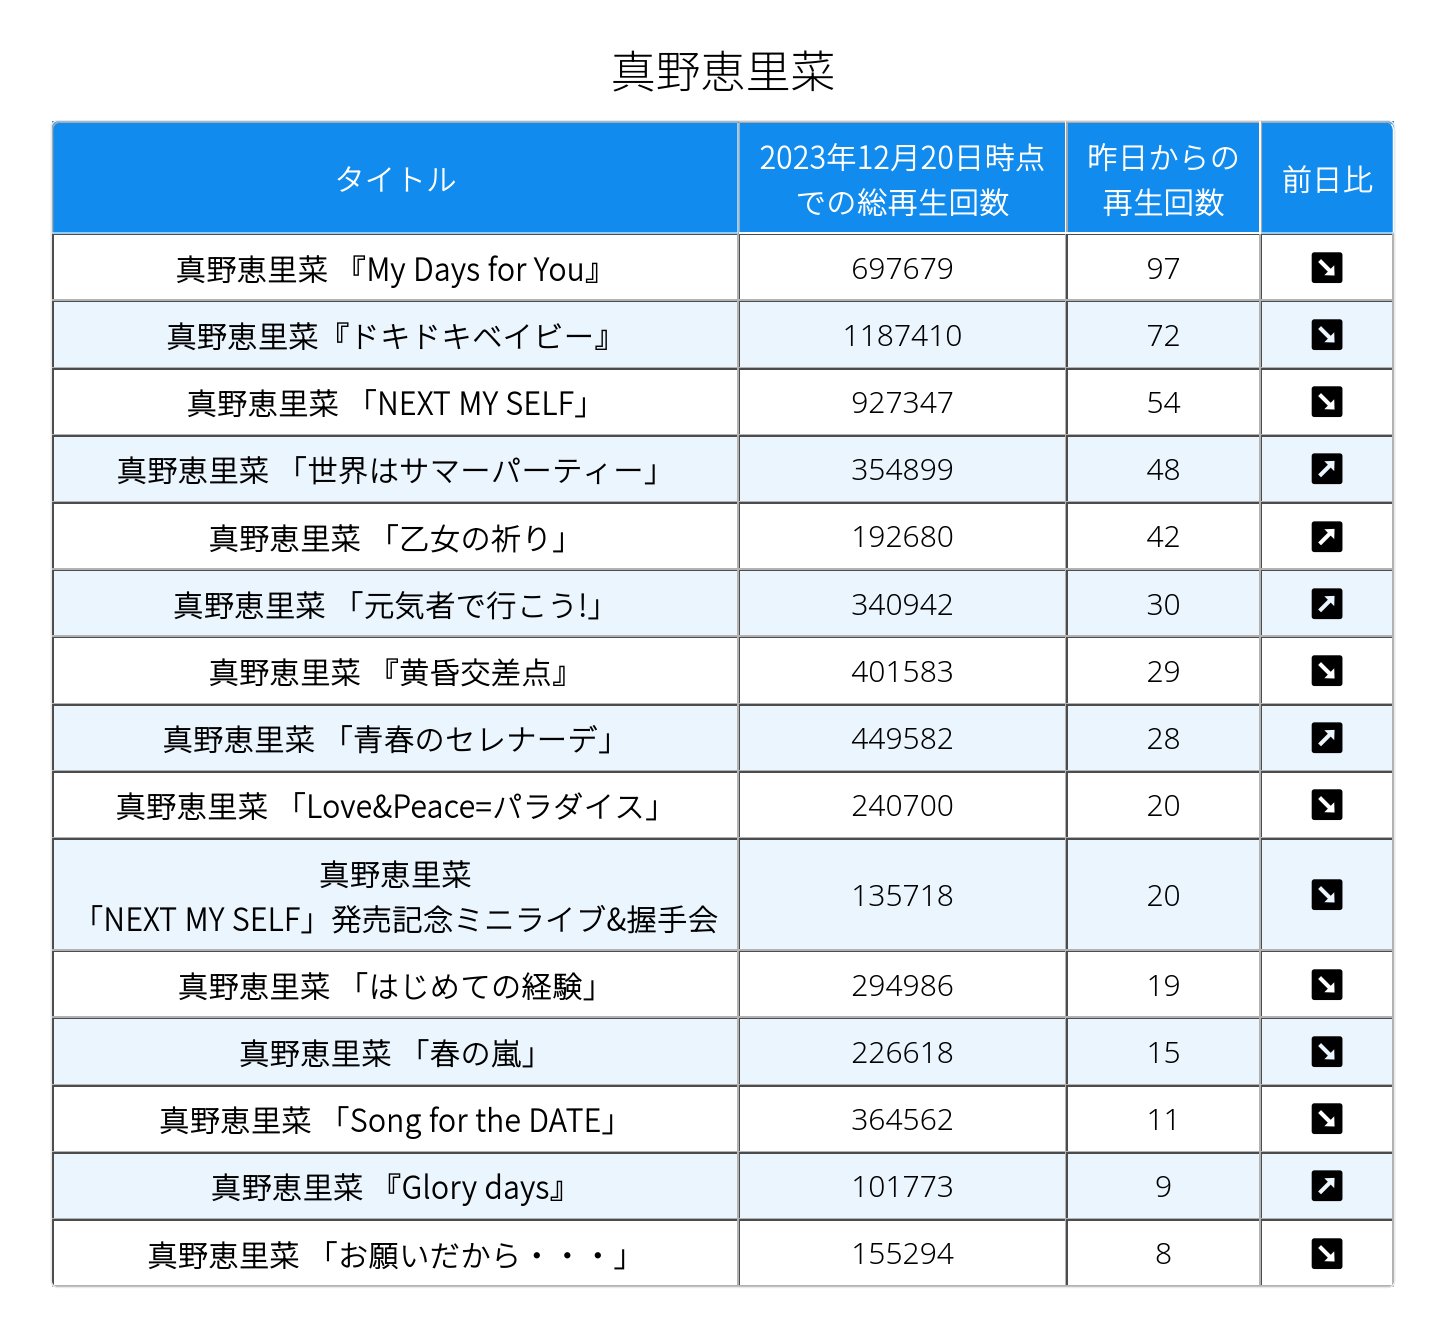 真野恵里菜
タイトル
2023年12月20日時点
での総再生回数
昨日からの
再生回数
前日比
真野恵里菜 『My Days for You』 697679 97 ↘
真野恵里菜『ドキドキベイビー』 1187410 72 ↘
真野恵里菜 「NEXT MY SELF」 927347 54 ↘
真野恵里菜 「世界はサマーパーティー」 354899 48 ↗
真野恵里菜 「乙女の祈り」 192680 42 ↗
真野恵里菜 「元気者で行こう!」 340942 30 ↗
真野恵里菜 『黄昏交差点』 401583 29 ↘
真野恵里菜 「青春のセレナーデ」 449582 28 ↗
真野恵里菜 「Love&Peace=パラダイス」 240700 20 ↘
真野恵里菜
「NEXT MY SELF」発売記念ミニライブ&握手会 135718 20 ↘
真野恵里菜 「はじめての経験」 294986 19 ↘
真野恵里菜 「春の嵐」 226618 15 ↘
真野恵里菜 「Song for the DATE」 364562 11 ↘
真野恵里菜 『Glory days』 101773 9 ↗
真野恵里菜 「お願いだから・・・」 155294 8 ↘